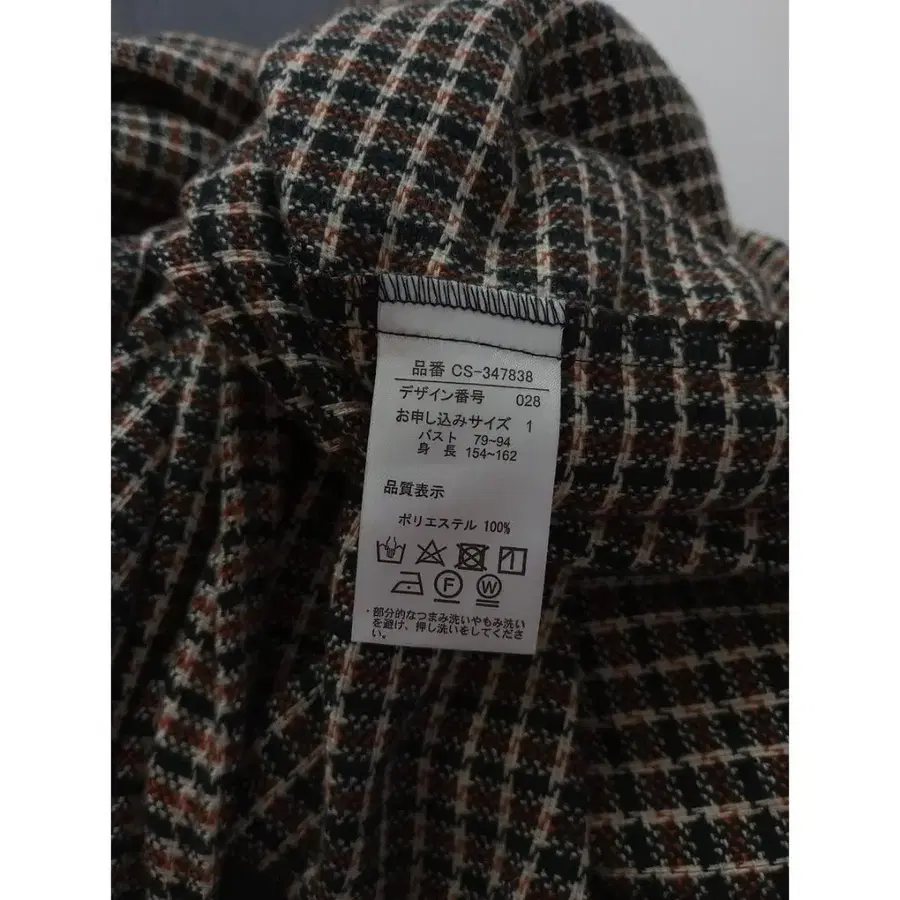 品番 CS-347838
デザイン番号 028
お申し込みサイズ 1
バスト 79~94
身長 154~162
品質表示
ポリエステル 100%
F W
・部分的なつまみ洗いやもみ洗い
を避け、押し洗いをしてくださ
い。